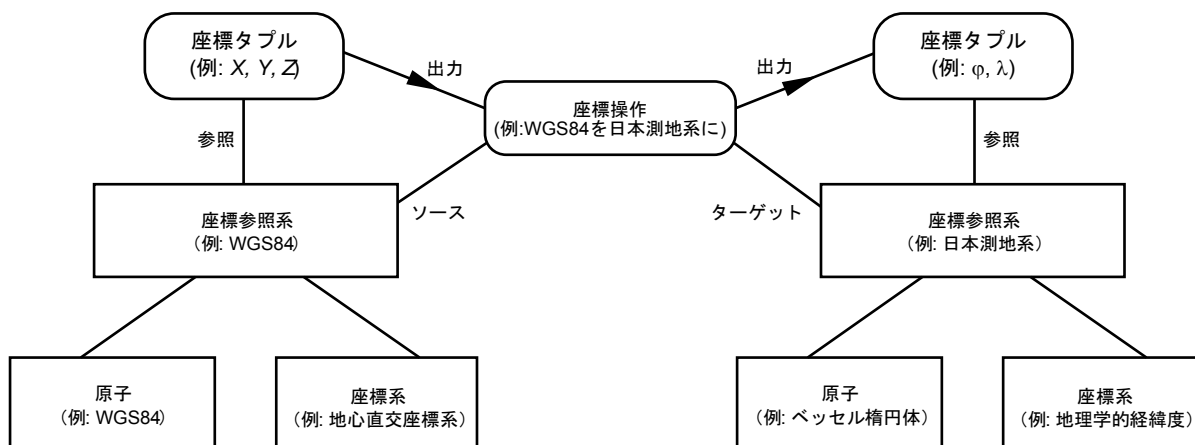 座標タプル
(例: X, Y, Z)
出力
座標操作
(例:WGS84を日本測地系に)
出力
座標タプル
(例: φ, λ)
参照
参照
座標参照系
（例: WGS84）
ソース
ターゲット
座標参照系
（例: 日本測地系）
原子
（例: WGS84）
座標系
（例: 地心直交座標系）
原子
（例: ベッセル楕円体）
座標系
（例: 地理学的経緯度）